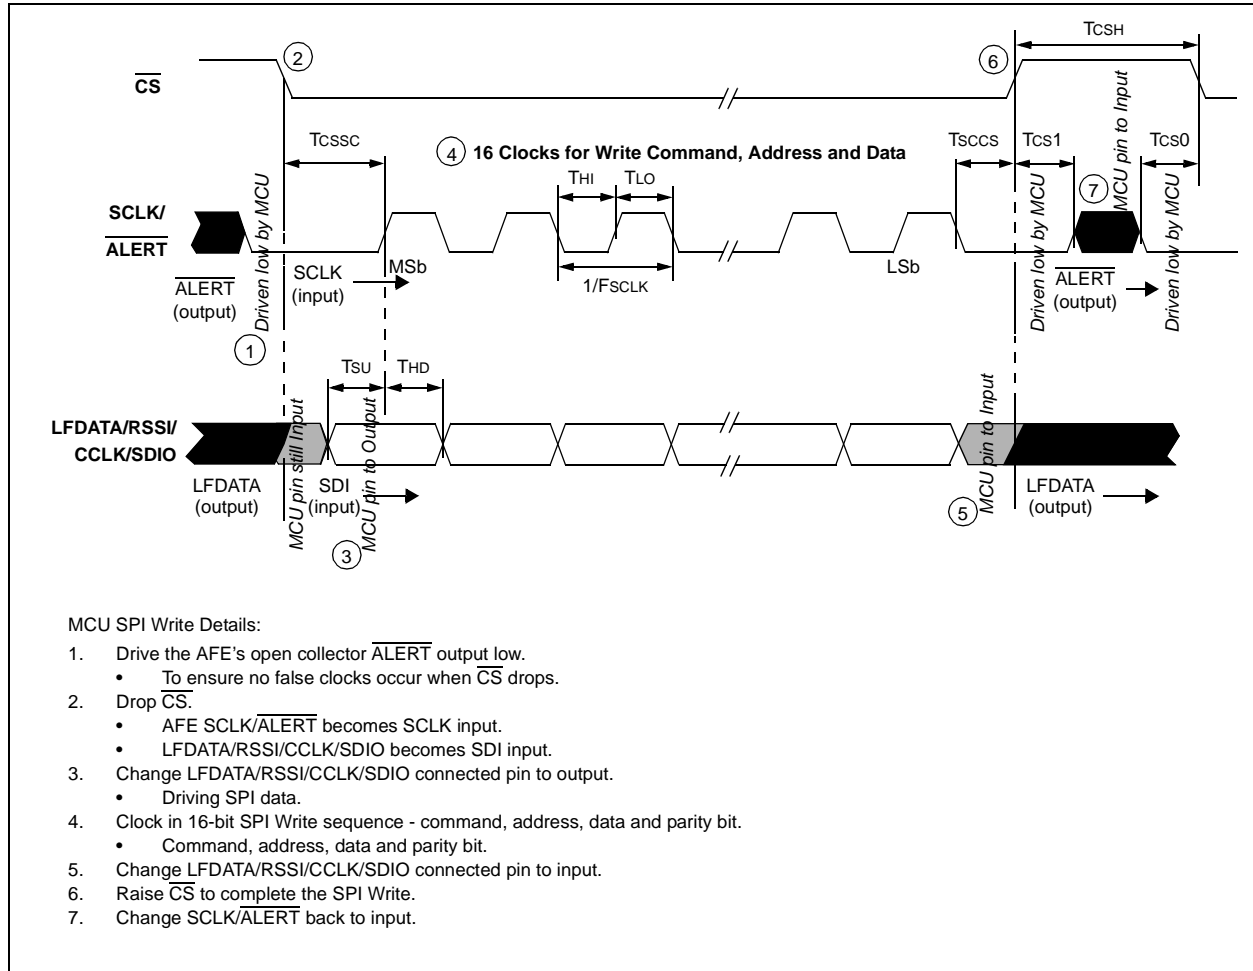 TCSH
2
6
CS
TCSSC
4 16 Clocks for Write Command, Address and Data
TSCCS
TCS1
MCU pin to Input
TCS0
THI
TLO
7
SCLK/
ALERT
Driven low by MCU
SCLK
(input)
MSb
1/FSCLK
LSb
Driven low by MCU
ALERT
(output)
Driven low by MCU
ALERT
(output)
1
TSU
THD
LFDATA/RSSI/
CCLK/SDIO
MCU pin still Input
MCU pin to Output
MCU pin to Input
LFDATA
(output)
SDI
(input)
3
5
LFDATA
(output)
MCU SPI Write Details:
1. Drive the AFE's open collector ALERT output low.
• To ensure no false clocks occur when CS drops.
2. Drop CS.
• AFE SCLK/ALERT becomes SCLK input.
• LFDATA/RSSI/CCLK/SDIO becomes SDI input.
3. Change LFDATA/RSSI/CCLK/SDIO connected pin to output.
• Driving SPI data.
4. Clock in 16-bit SPI Write sequence - command, address, data and parity bit.
• Command, address, data and parity bit.
5. Change LFDATA/RSSI/CCLK/SDIO connected pin to input.
6. Raise CS to complete the SPI Write.
7. Change SCLK/ALERT back to input.